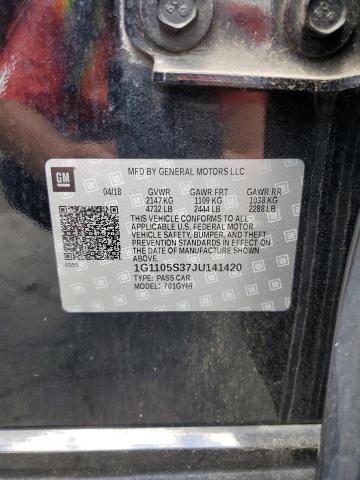 MFD BY GENERAL MOTORS LLC
GM
04/18 GVWR GAWR FRT GAWR RR
2147 KG 1109 KG 1038 KG
4732 LB 2444 LB 2288 LB
THIS VEHICLE CONFORMS TO ALL
APPLICABLE U.S. FEDERAL MOTOR
VEHICLE SAFETY, BUMPER, AND THEFT
PREVENTION STANDARDS IN EFFECT ON
THE DATE OF MANUFACTURE
SHOWN ABOVE.
1G1105S37JU141420
TYPE: PASS CAR
MODEL: 701GY69